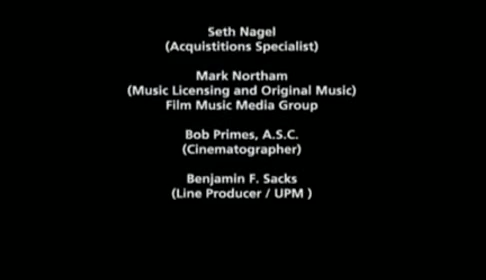 Seth Nagel
(Acquistitions Specialist)
Mark Northam
(Music Licensing and Original Music)
Film Music Media Group
Bob Primes, A.S.C.
(Cinematographer)
Benjamin F. Sacks
(Line Producer / UPM )